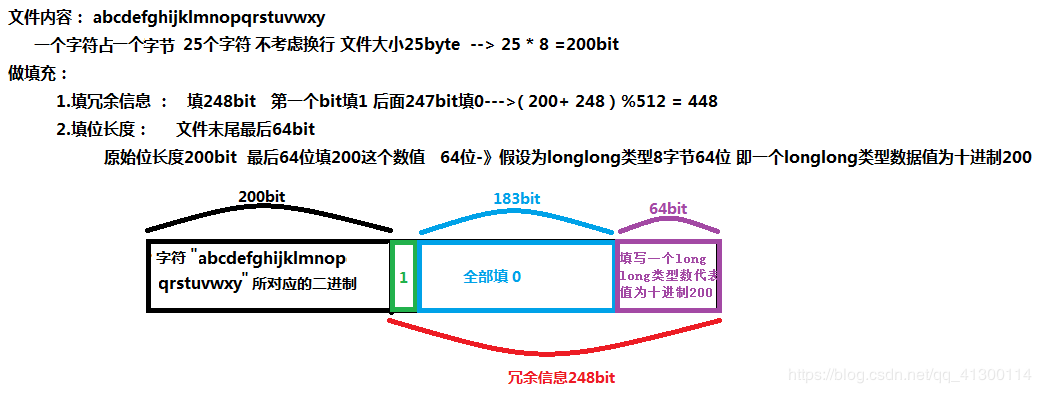 文件内容： abcdefghijklmnopqrstuvwxy
一个字符占一个字节 25个字符 不考虑换行 文件大小25byte --> 25 * 8 =200bit
做填充：
1.填冗余信息 ： 填248bit 第一个bit填1 后面247bit填0--->( 200+ 248 ) %512 = 448
2.填位长度： 文件末尾最后64bit
原始位长度200bit 最后64位填200这个数值 64位-》假设为longlong类型8字节64位 即一个longlong类型数据值为十进制200
200bit
183bit
64bit
字符 "abcdefghijklmnop
qrstuvwxy" 所对应的二进制
1
全部填 0
填写一个long
long类型数代表
值为十进制200
冗余信息248bit
https://blog.csdn.net/qq_41300114